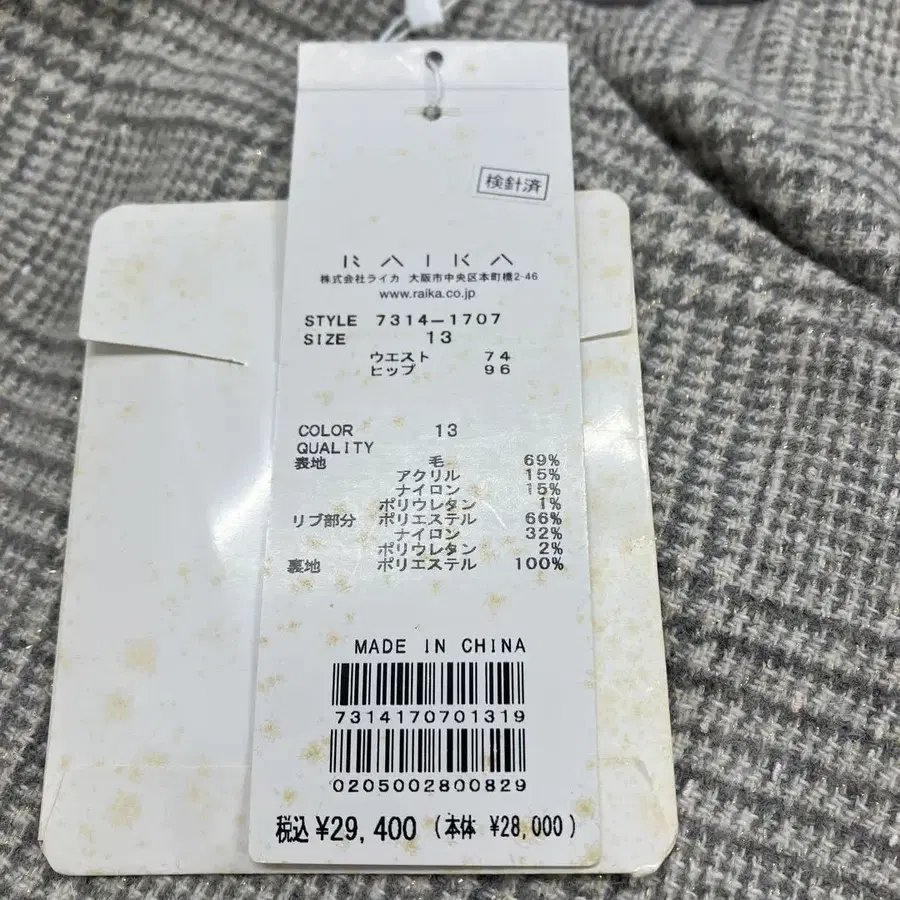 検針済
RAIKA
株式会社ライカ 大阪市中央区本町橋2-46
www.raika.co.jp
STYLE 7314-1707
SIZE 13
ウエスト 74
ヒップ 96
COLOR 13
QUALITY
表地 毛 69%
アクリル 15%
ナイロン 15%
ポリウレタン 1%
リブ部分 ポリエステル 66%
ナイロン 32%
ポリウレタン 2%
裏地 ポリエステル 100%
MADE IN CHINA
7314170701319
0205002800829
税込 ¥29,400 (本体 ¥28,000)